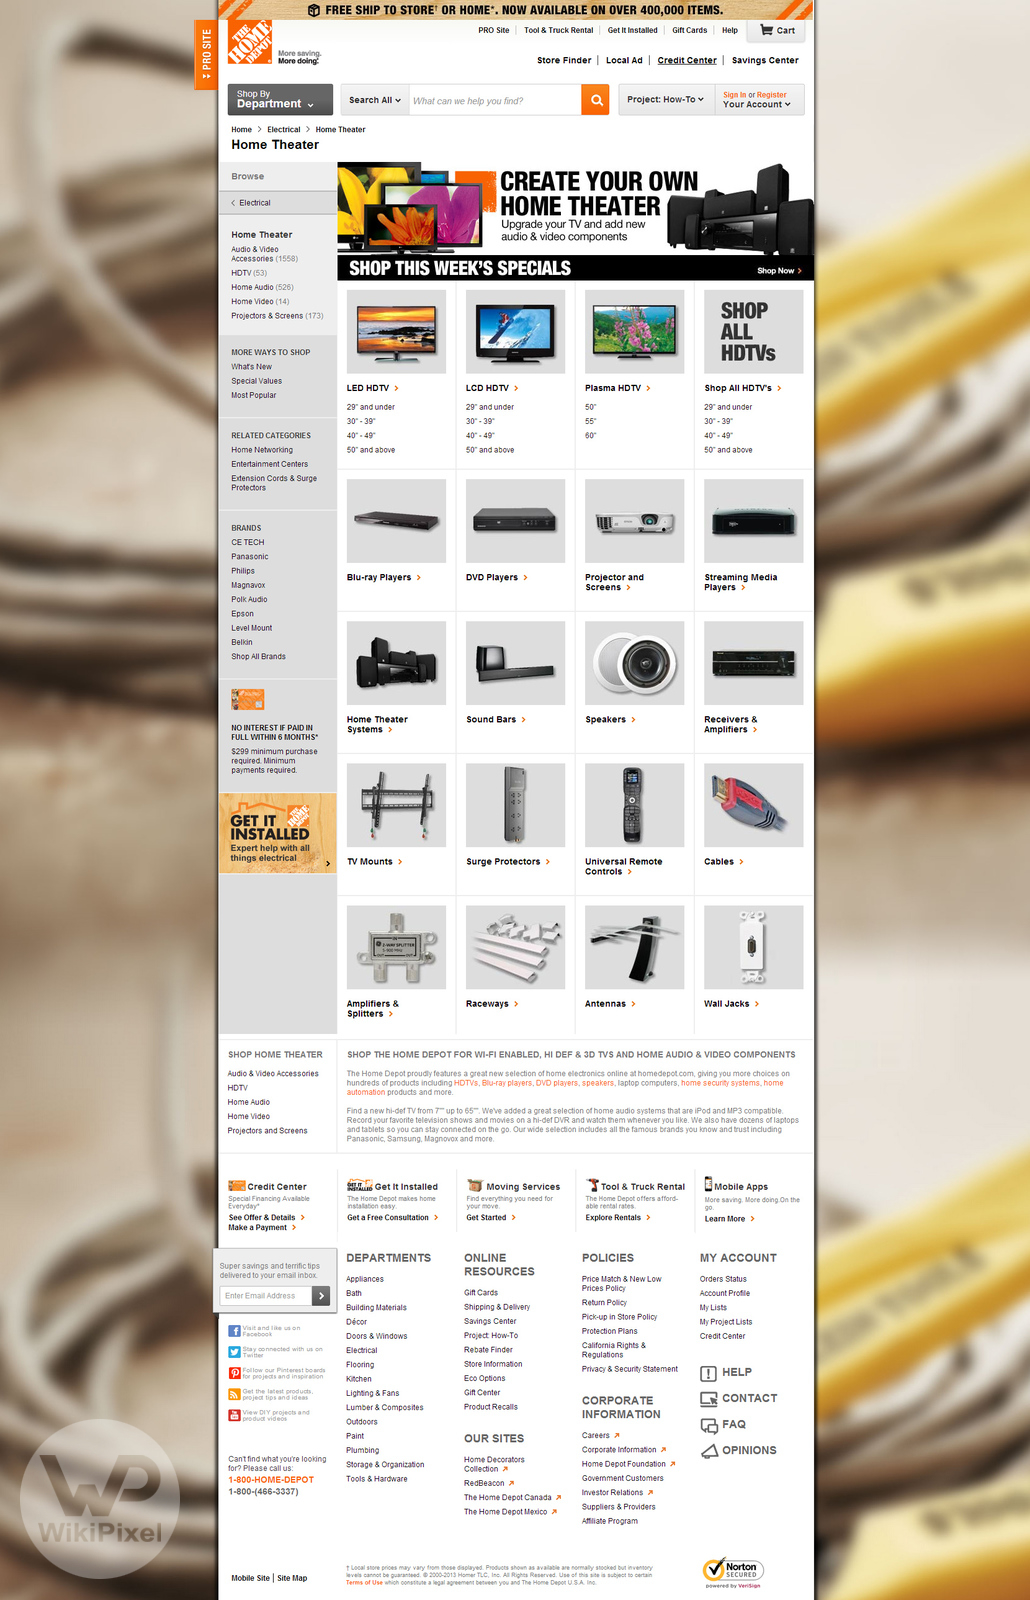 FREE SHIP TO STORE† OR HOME*. NOW AVAILABLE ON OVER 400,000 ITEMS.
PRO SITE
THE HOME DEPOT
More saving.
More doing.
PRO Site
Tool & Truck Rental
Get It Installed
Gift Cards
Help
Cart
Store Finder
Local Ad
Credit Center
Savings Center
Shop By
Department
Search All
What can we help you find?
Project: How-To
Sign In or Register
Your Account
Home > Electrical > Home Theater
Home Theater
Browse
Electrical
Home Theater
Audio & Video
Accessories (1558)
HDTV (53)
Home Audio (526)
Home Video (14)
Projectors & Screens (173)
MORE WAYS TO SHOP
What's New
Special Values
Most Popular
RELATED CATEGORIES
Home Networking
Entertainment Centers
Extension Cords & Surge
Protectors
BRANDS
CE TECH
Panasonic
Philips
Magnavox
Polk Audio
Epson
Level Mount
Belkin
Shop All Brands
NO INTEREST IF PAID IN
FULL WITHIN 6 MONTHS*
$299 minimum purchase
required. Minimum
payments required.
GET IT
INSTALLED
Expert help with all
things electrical
CREATE YOUR OWN
HOME THEATER
Upgrade your TV and add new
audio & video components
SHOP THIS WEEK'S SPECIALS
Shop Now >
SHOP
ALL
HDTVs
LED HDTV >
29" and under
30" - 39"
40" - 49"
50" and above
LCD HDTV >
29" and under
30" - 39"
40" - 49"
50" and above
Plasma HDTV >
50"
55"
60"
Shop All HDTV's >
29" and under
30" - 39"
40" - 49"
50" and above
Blu-ray Players >
DVD Players >
Projector and
Screens >
Streaming Media
Players >
Home Theater
Systems >
Sound Bars >
Speakers >
Receivers &
Amplifiers >
TV Mounts >
Surge Protectors >
Universal Remote
Controls >
Cables >
2-WAY SPLITTER
Amplifiers &
Splitters >
Raceways >
Antennas >
Wall Jacks >
SHOP HOME THEATER
Audio & Video Accessories
HDTV
Home Audio
Home Video
Projectors and Screens
SHOP THE HOME DEPOT FOR WI-FI ENABLED, HI DEF & 3D TVS AND HOME AUDIO & VIDEO COMPONENTS
The Home Depot proudly features a great new selection of home electronics online at homedepot.com, giving you more choices on
hundreds of products including HDTVs, Blu-ray players, DVD players, speakers, laptop computers, home security systems, home
automation products and more.
Find a new hi-def TV from 7"" up to 65"". We've added a great selection of home audio systems that are iPod and MP3 compatible.
Record your favorite television shows and movies on a hi-def DVR and watch them whenever you like. We also have dozens of laptops
and tablets so you can stay connected on the go. Our wide selection includes all the famous brands you know and trust including
Panasonic, Samsung, Magnovox and more.
Credit Center
Special Financing Available
Everyday*
See Offer & Details >
Make a Payment >
Get It Installed
The Home Depot makes home
installation easy.
Get a Free Consultation >
Moving Services
Find everything you need for
your move.
Get Started >
Tool & Truck Rental
The Home Depot offers afford-
able rental rates.
Explore Rentals >
Mobile Apps
More saving. More doing.On the
go.
Learn More >
Super savings and terrific tips
delivered to your email inbox.
Enter Email Address
Visit and like us on
Facebook
Stay connected with us on
Twitter
Follow our Pinterest boards
for projects and inspiration
Get the latest products,
project tips and ideas
View DIY projects and
product videos
Can't find what you're looking
for? Please call us:
1-800-HOME-DEPOT
1-800-(466-3337)
DEPARTMENTS
Appliances
Bath
Building Materials
Décor
Doors & Windows
Electrical
Flooring
Kitchen
Lighting & Fans
Lumber & Composites
Outdoors
Paint
Plumbing
Storage & Organization
Tools & Hardware
ONLINE
RESOURCES
Gift Cards
Shipping & Delivery
Savings Center
Project: How-To
Rebate Finder
Store Information
Eco Options
Gift Center
Product Recalls
OUR SITES
Home Decorators
Collection
RedBeacon
The Home Depot Canada
The Home Depot Mexico
POLICIES
Price Match & New Low
Prices Policy
Return Policy
Pick-up in Store Policy
Protection Plans
California Rights &
Regulations
Privacy & Security Statement
CORPORATE
INFORMATION
Careers
Corporate Information
Home Depot Foundation
Government Customers
Investor Relations
Suppliers & Providers
Affiliate Program
MY ACCOUNT
Orders Status
Account Profile
My Lists
My Project Lists
Credit Center
HELP
CONTACT
FAQ
OPINIONS
WikiPixel
Mobile Site | Site Map
† Local store prices may vary from those displayed. Products shown as available are normally stocked but inventory
levels cannot be guaranteed. © 2000-2013 Homer TLC, Inc. All Rights Reserved. Use of this site is subject to certain
Terms of Use which constitute a legal agreement between you and The Home Depot U.S.A. Inc.
Norton
SECURED
powered by VeriSign